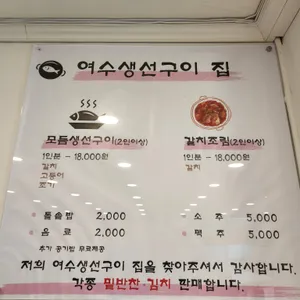 여수생선구이 집
모듬생선구이(2인이상)
1인분 - 18,000원
갈치
고등어
조기
갈치조림(2인이상)
1인분 - 18,000원
갈치
돌솥밥 2,000
음료 2,000
추가 공기밥 무료제공
소주 5,000
맥주 5,000
저희 여수생선구이 집을 찾아주셔서 감사합니다.
각종 밑반찬·김치 판매합니다.